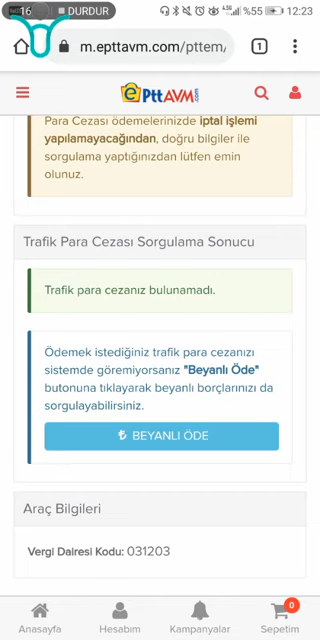 16 DURDUR 4.5G %55 12:23
m.epttavm.com/pttem/ 1
ePttAVM.com
Para Cezası ödemelerinizde iptal işlemi
yapılamayacağından, doğru bilgiler ile
sorgulama yaptığınızdan lütfen emin
olunuz.
Trafik Para Cezası Sorgulama Sonucu
Trafik para cezanız bulunamadı.
Ödemek istediğiniz trafik para cezanızı
sistemde göremiyorsanız "Beyanlı Öde"
butonuna tıklayarak beyanlı borçlarınızı da
sorgulayabilirsiniz.
₺ BEYANLI ÖDE
Araç Bilgileri
Vergi Dairesi Kodu: 031203
0
Anasayfa Hesabım Kampanyalar Sepetim